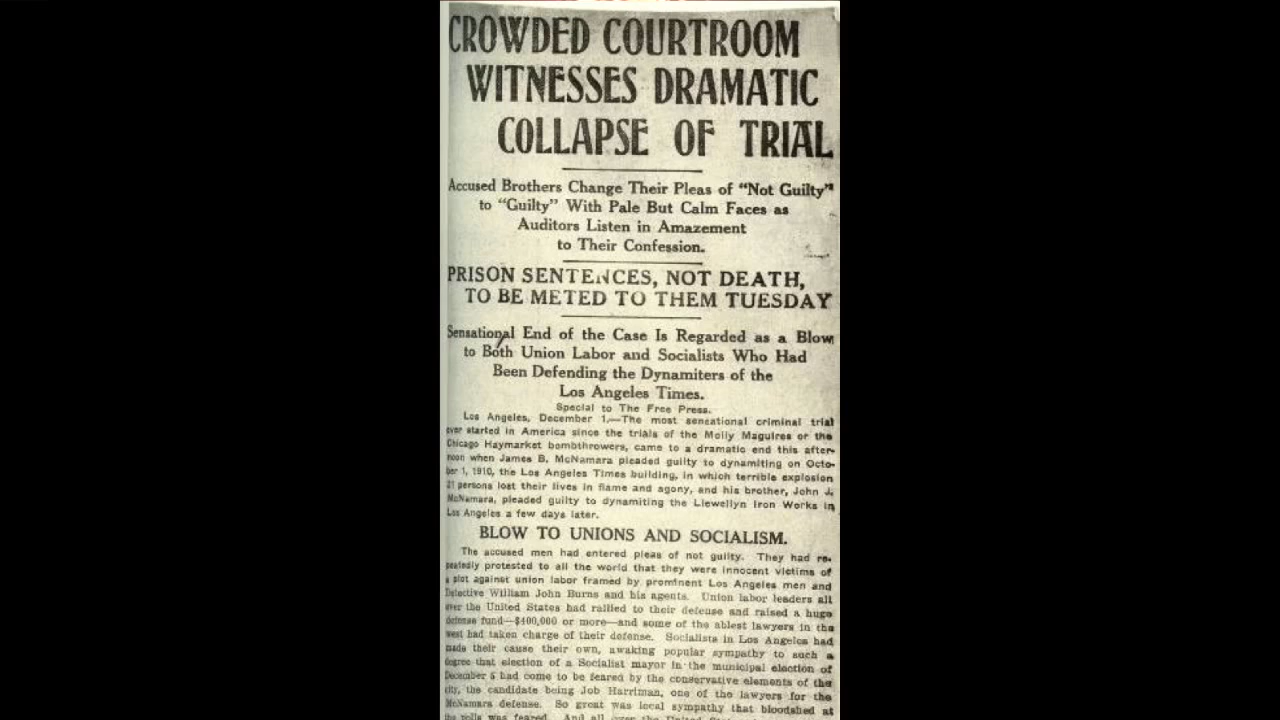 CROWDED COURTROOM
WITNESSES DRAMATIC
COLLAPSE OF TRIAL
Accused Brothers Change Their Pleas of "Not Guilty"
to "Guilty" With Pale But Calm Faces as
Auditors Listen in Amazement
to Their Confession.
PRISON SENTENCES, NOT DEATH,
TO BE METED TO THEM TUESDAY
Sensational End of the Case Is Regarded as a Blow
to Both Union Labor and Socialists Who Had
Been Defending the Dynamiters of the
Los Angeles Times.
Special to The Free Press.
Los Angeles, December 1,—The most sensational criminal trial
ever started in America since the trials of the Molly Maguires or the
Chicago Haymarket bombthrowers, came to a dramatic end this after-
noon when James B. McNamara pleaded guilty to dynamiting on Octo-
ber 1, 1910, the Los Angeles Times building, in which terrible explosion
21 persons lost their lives in flame and agony, and his brother, John J.
McNamara, pleaded guilty to dynamiting the Llewellyn Iron Works in
Los Angeles a few days later.
BLOW TO UNIONS AND SOCIALISM.
The accused men had entered pleas of not guilty. They had re-
peatedly protested to all the world that they were innocent victims of
a plot against union labor framed by prominent Los Angeles men and
Detective William John Burns and his agents. Union labor leaders all
over the United States had rallied to their defense and raised a huge
defense fund—$400,000 or more—and some of the ablest lawyers in the
west had taken charge of their defense. Socialists in Los Angeles had
made their cause their own, awaking popular sympathy to such a
degree that election of a Socialist mayor in the municipal election of
December 5 had come to be feared by the conservative elements of the
city, the candidate being Job Harriman, one of the lawyers for the
McNamara defense. So great was local sympathy that bloodshed at
the polls was feared. And all over the United